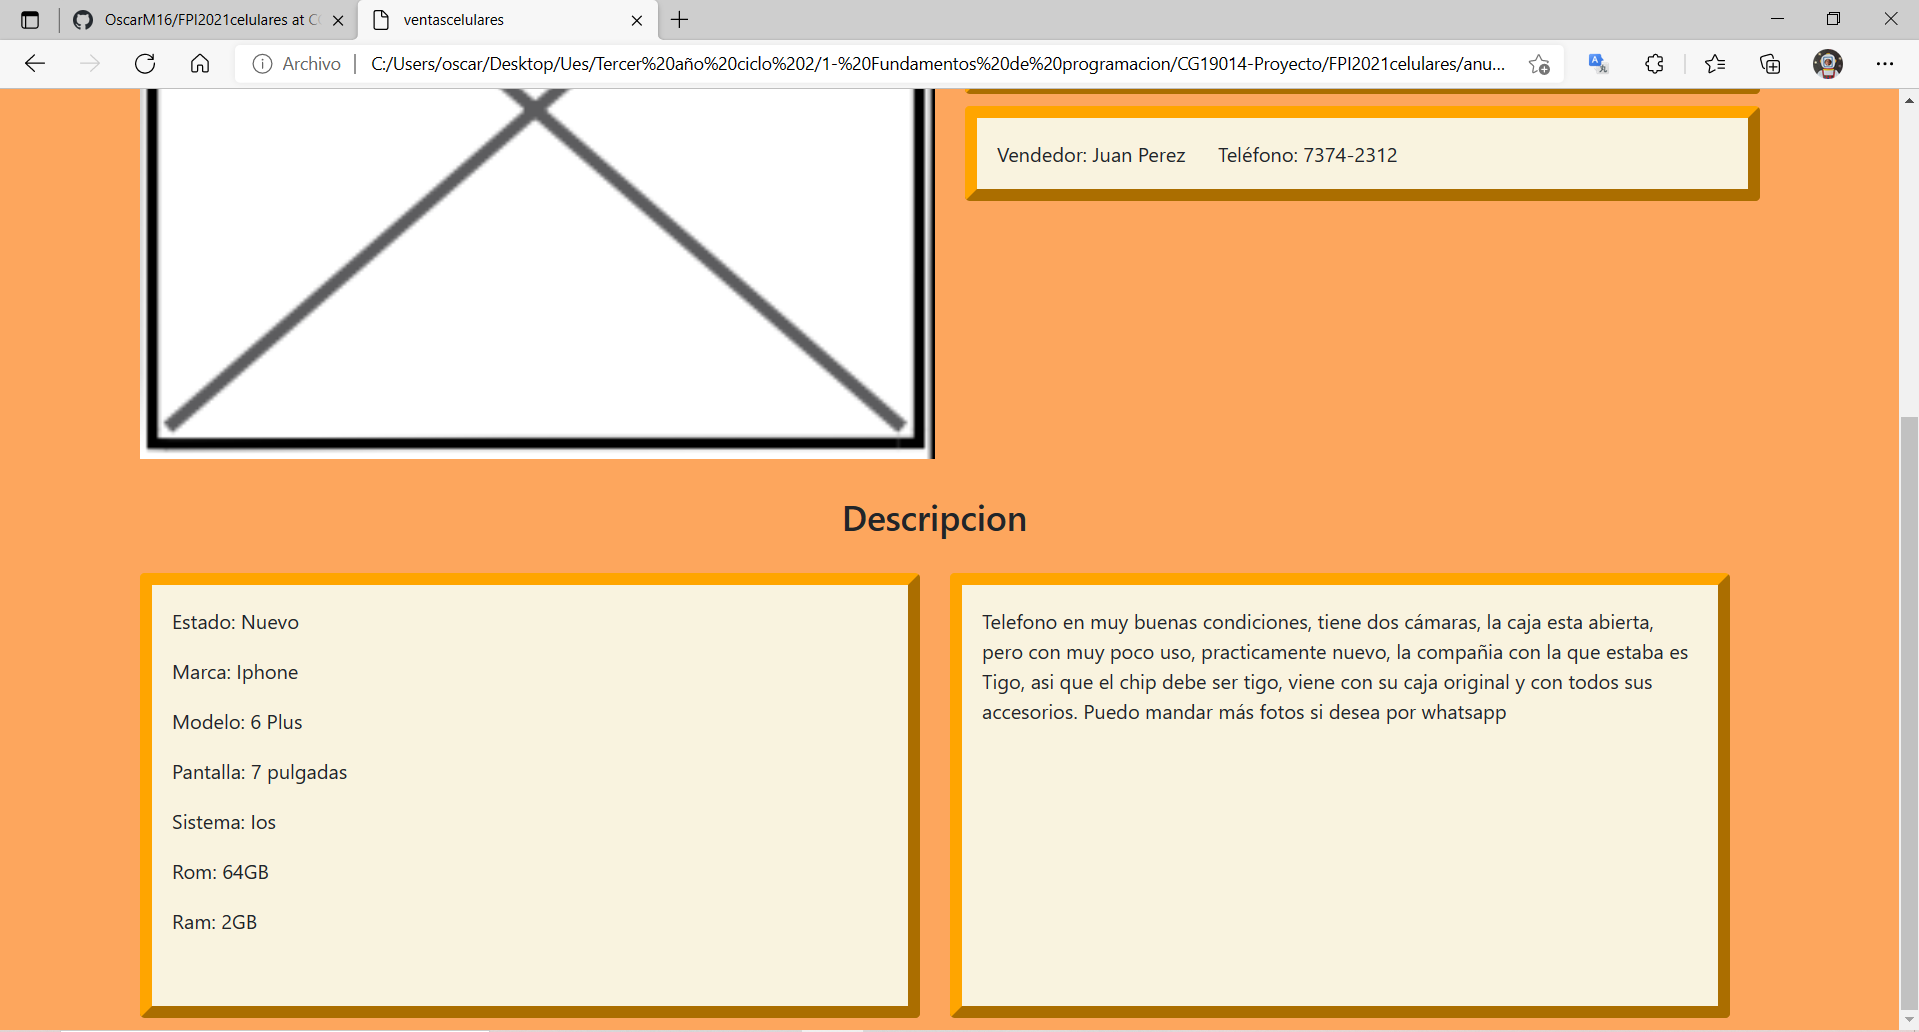 OscarM16/FPI2021celulares at C
ventascelulares
Archivo
C:/Users/oscar/Desktop/Ues/Tercer%20año%20ciclo%202/1-%20Fundamentos%20de%20programacion/CG19014-Proyecto/FPI2021celulares/anu...
Vendedor: Juan Perez Teléfono: 7374-2312
Descripcion
Estado: Nuevo
Marca: Iphone
Modelo: 6 Plus
Pantalla: 7 pulgadas
Sistema: Ios
Rom: 64GB
Ram: 2GB
Telefono en muy buenas condiciones, tiene dos cámaras, la caja esta abierta,
pero con muy poco uso, practicamente nuevo, la compañia con la que estaba es
Tigo, asi que el chip debe ser tigo, viene con su caja original y con todos sus
accesorios. Puedo mandar más fotos si desea por whatsapp